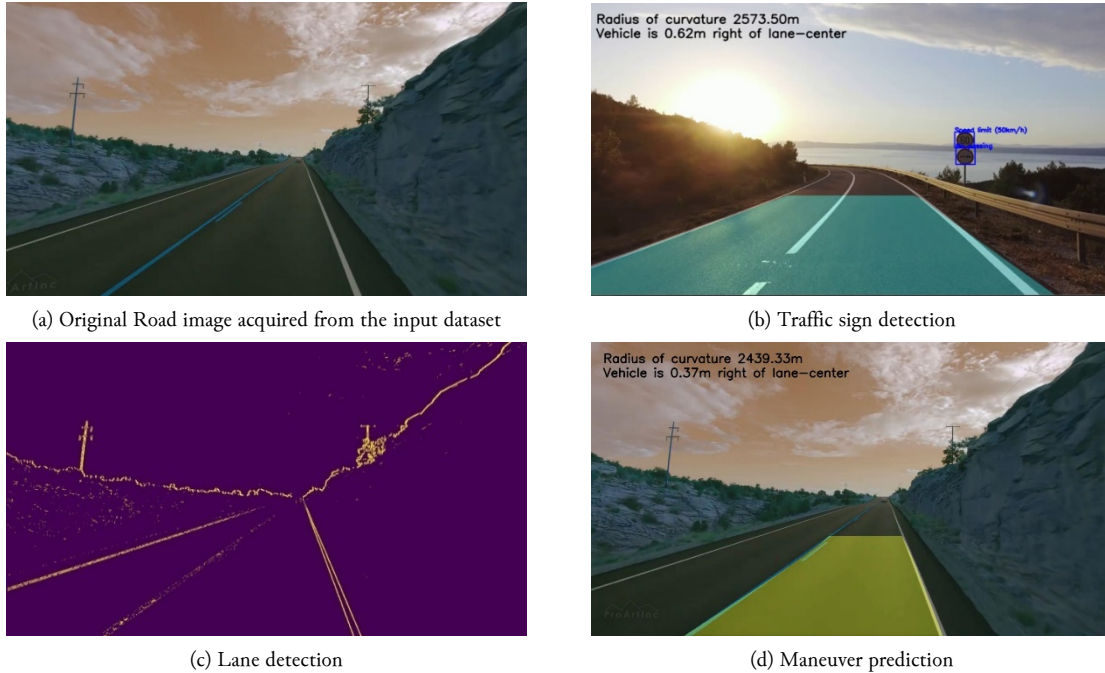 Radius of curvature 2573.50m
Vehicle is 0.62m right of lane-center
Speed limit (50km/h)
(a) Original Road image acquired from the input dataset
(b) Traffic sign detection
Radius of curvature 2439.33m
Vehicle is 0.37m right of lane-center
ProArtInc
(c) Lane detection
(d) Maneuver prediction